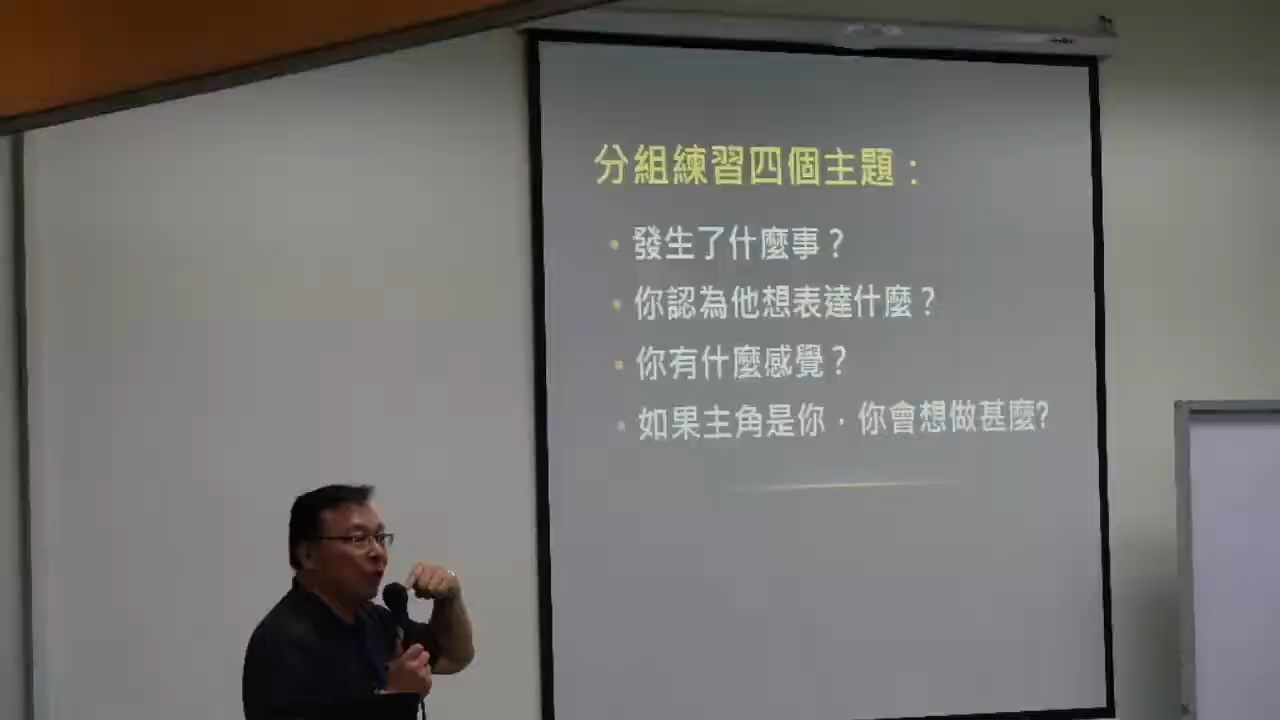 分組練習四個主題：
• 發生了什麼事？
• 你認為他想表達什麼？
• 你有什麼感覺？
• 如果主角是你，你會想做甚麼?